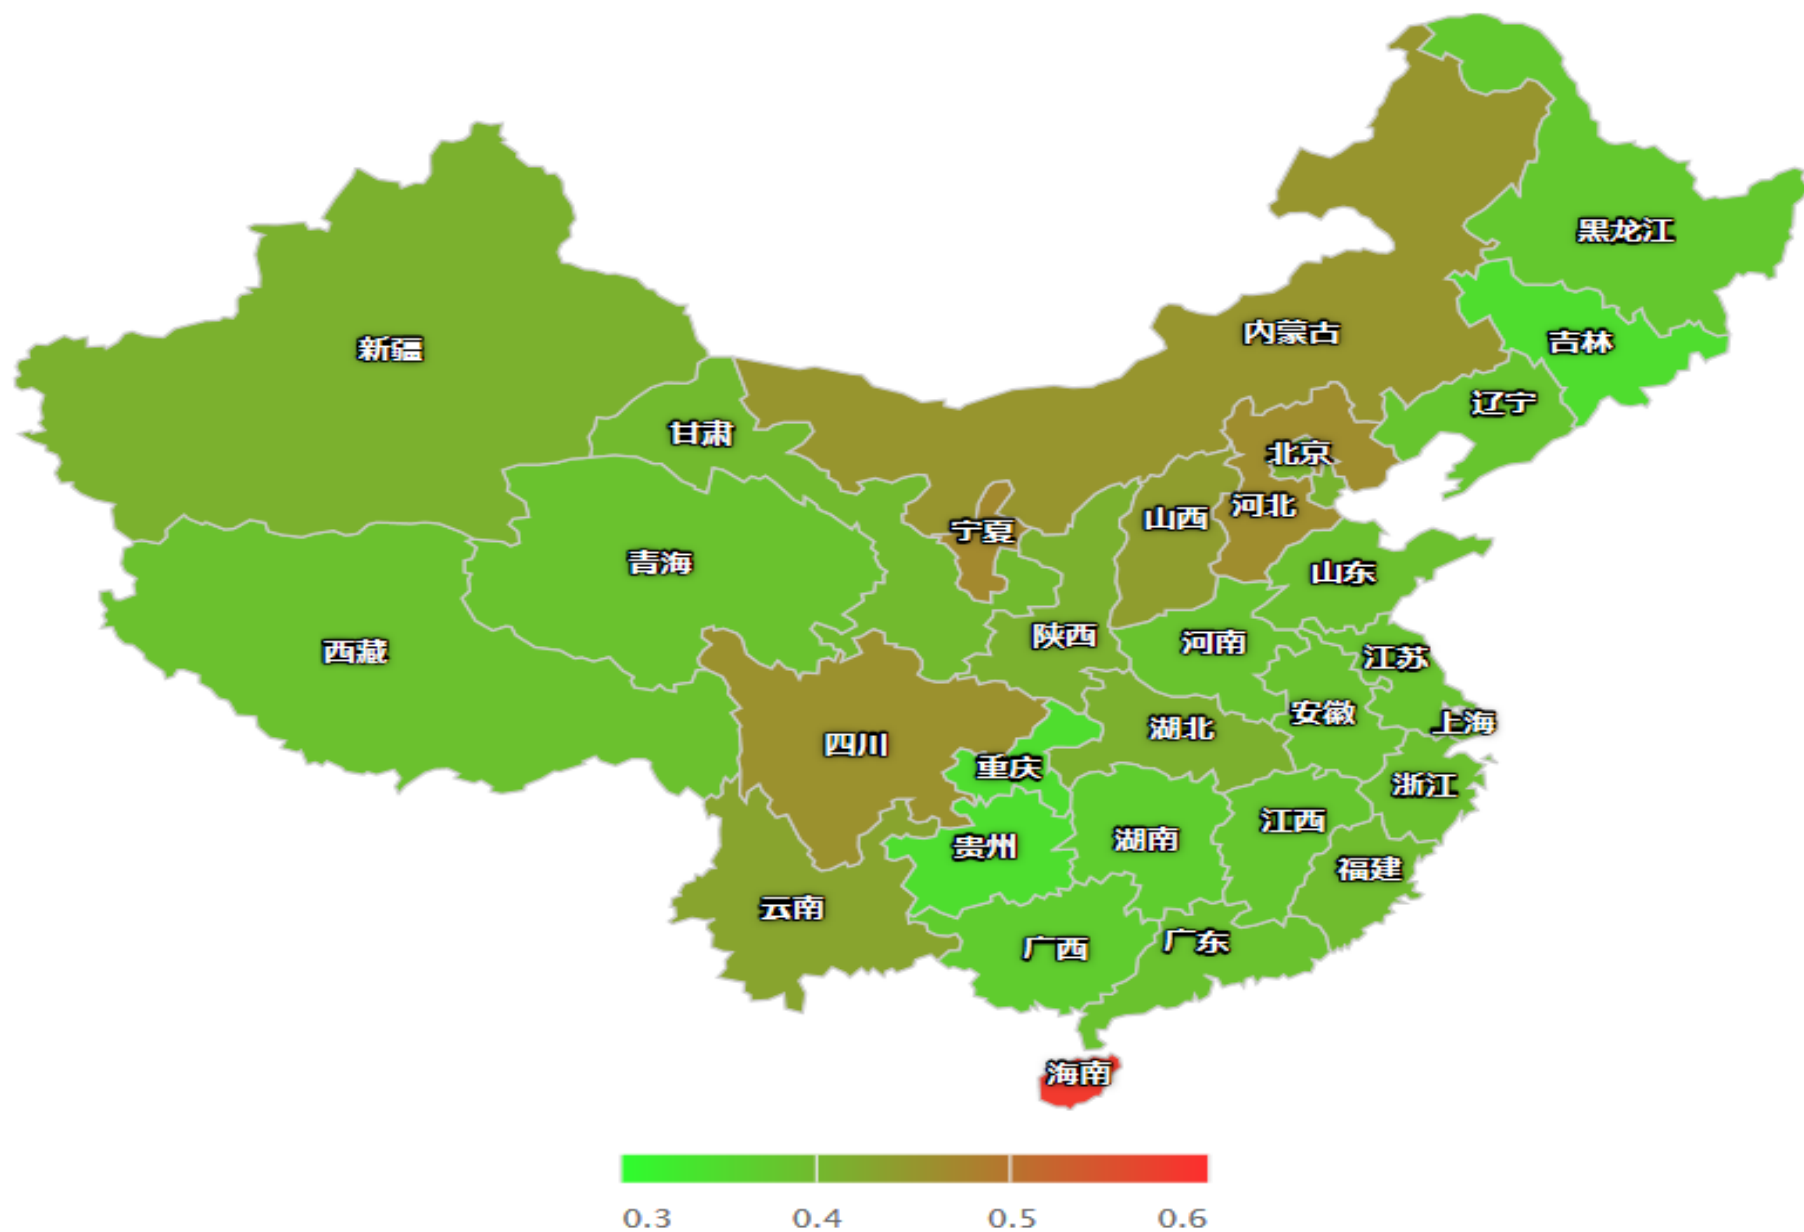 黑龙江
内蒙古
吉林
新疆
辽宁
甘肃
北京
河北
山西
宁夏
青海
山东
陕西
河南
西藏
江苏
安徽
上海
湖北
四川
重庆
浙江
江西
湖南
贵州
福建
云南
广东
广西
海南
0.3 0.4 0.5 0.6